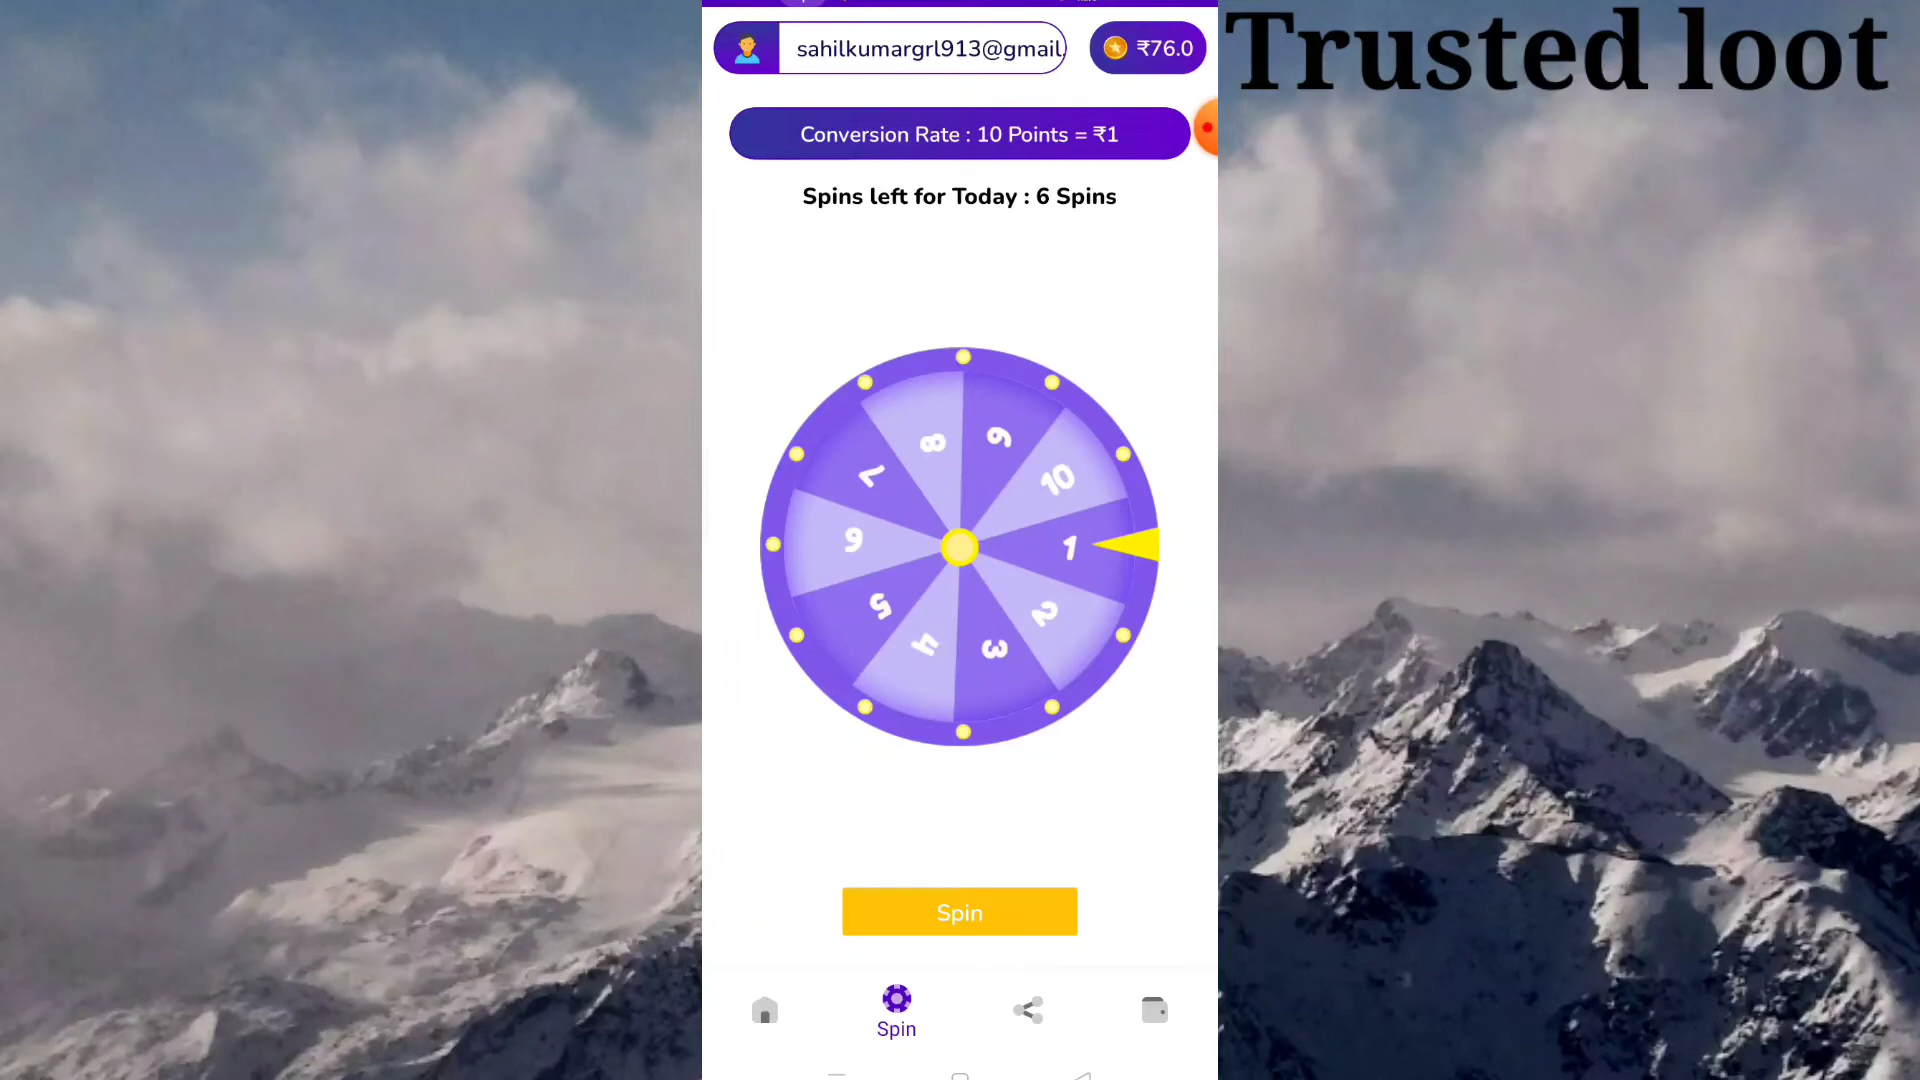 Trusted loot
sahilkumargrl913@gmail.
₹76.0
Conversion Rate : 10 Points = ₹1
Spins left for Today : 6 Spins
8
9
7
10
6
1
5
2
4
3
Spin
Spin